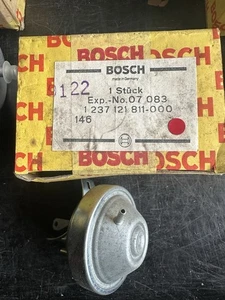 BOSCH
BOSCH
made in Germany
122
1 Stück
Exp.-No. 07 083
1 237 121 811-000
146
BOSCH
BOSCH